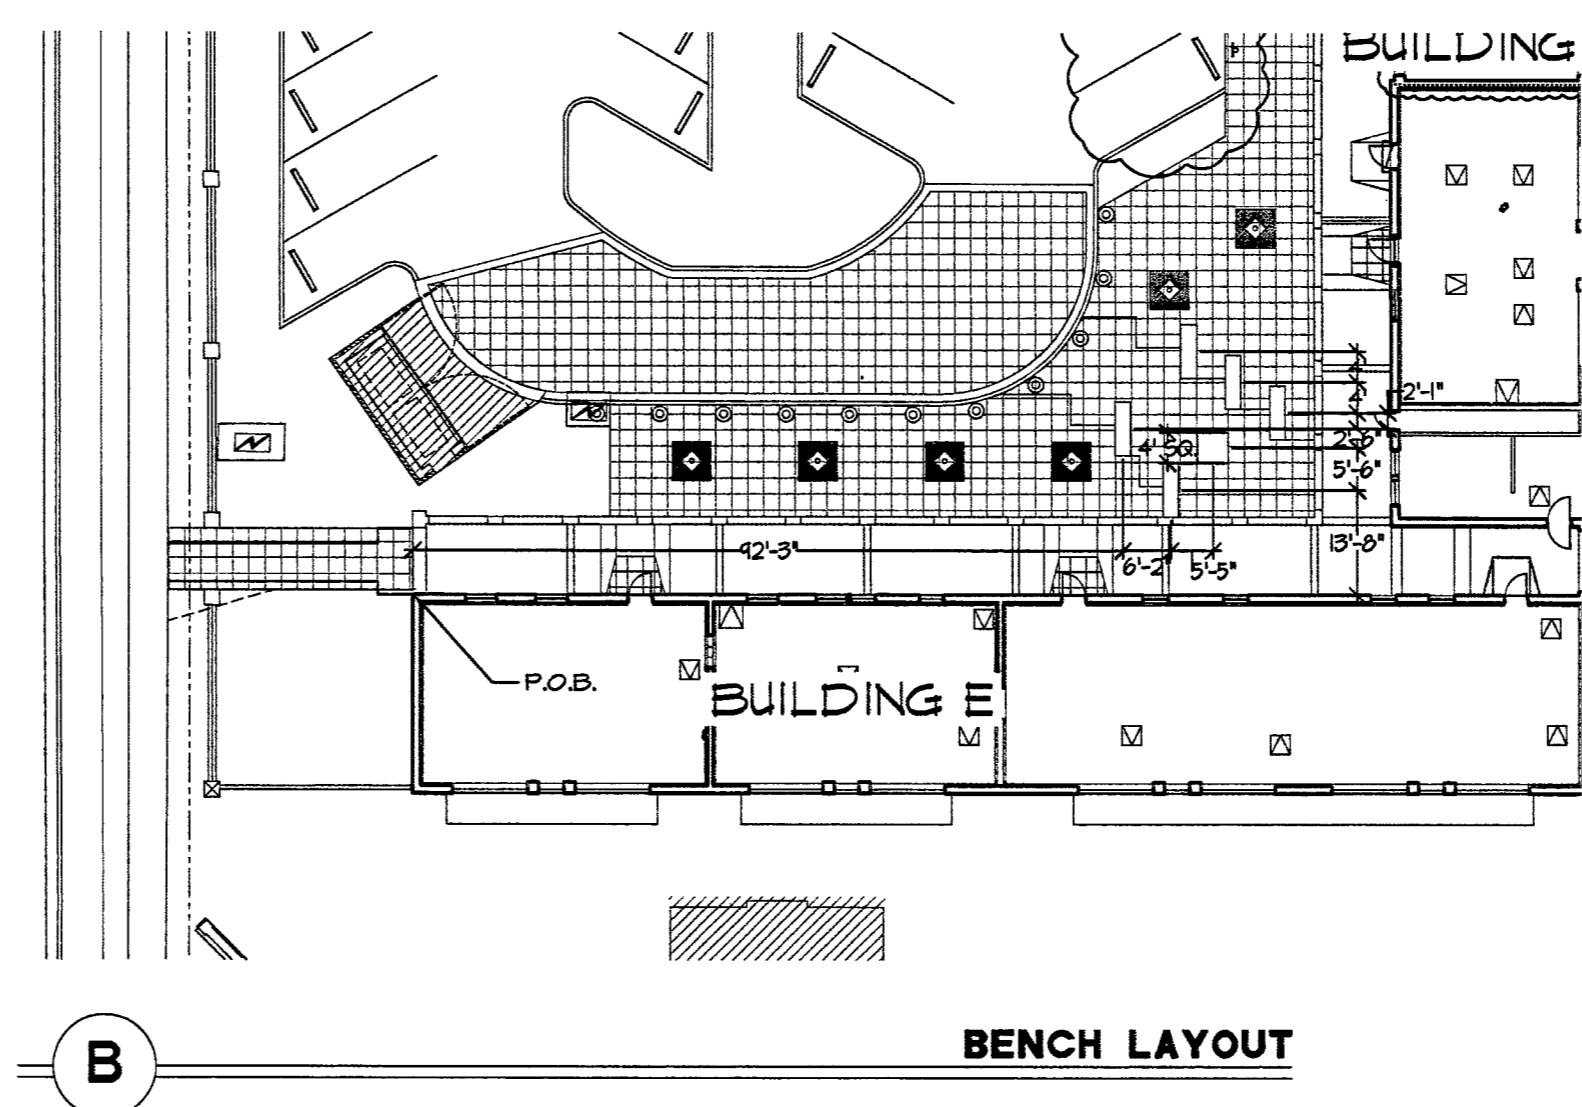 BUILDING
2'-1"
4' SQ.
2'-6"
5'-6"
92'-3"
6'-2"
5'-5"
13'-8"
P.O.B.
BUILDING E
B
BENCH LAYOUT